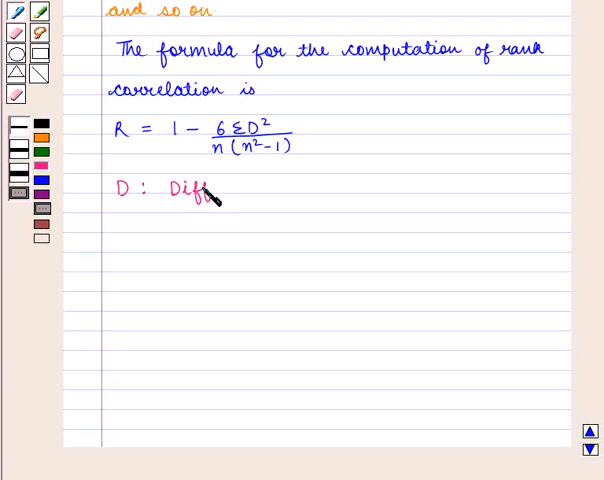 and so on
The formula for the computation of rank
correlation is
R = 1 - 6 ΣD² / n (n² - 1)
D : Diff